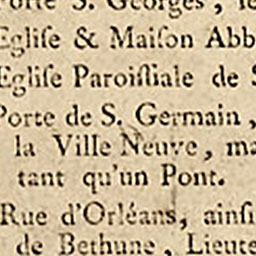 Porte S. Georges, le
Egliſe & Maiſon Abb
Egliſe Paroiſſiale de S
Porte de S. Germain,
la Ville Neuve, ma
tant qu'un Pont.
Rue d'Orléans, ainſi
de Bethune, Lieute